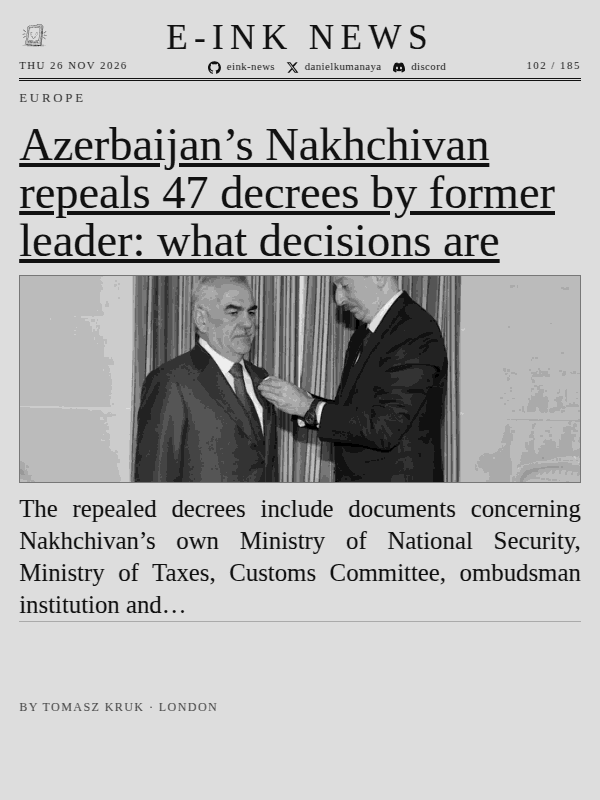 E-INK NEWS
THU 26 NOV 2026
eink-news danielkumanaya discord
102 / 185
EUROPE
Azerbaijan’s Nakhchivan
repeals 47 decrees by former
leader: what decisions are
The repealed decrees include documents concerning
Nakhchivan’s own Ministry of National Security,
Ministry of Taxes, Customs Committee, ombudsman
institution and…
BY TOMASZ KRUK · LONDON